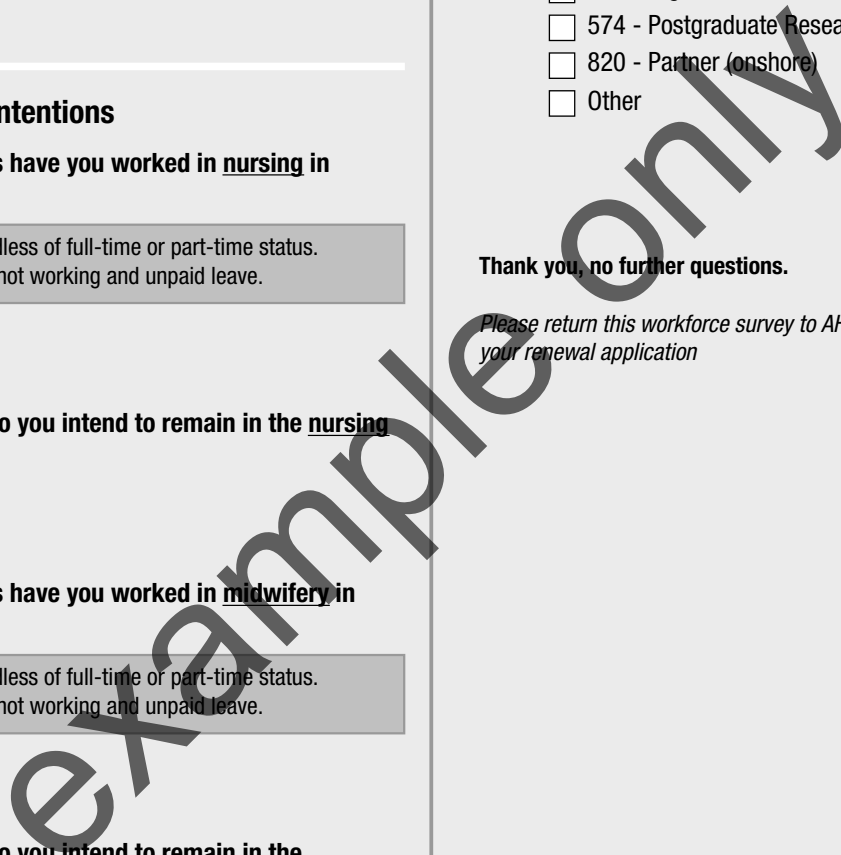 ntentions
s have you worked in nursing in
dless of full-time or part-time status.
not working and unpaid leave.
o you intend to remain in the nursing
s have you worked in midwifery in
dless of full-time or part-time status.
not working and unpaid leave.
o you intend to remain in the
574 - Postgraduate Resea
820 - Partner (onshore)
Other
Thank you, no further questions.
Please return this workforce survey to AH
your renewal application
example only